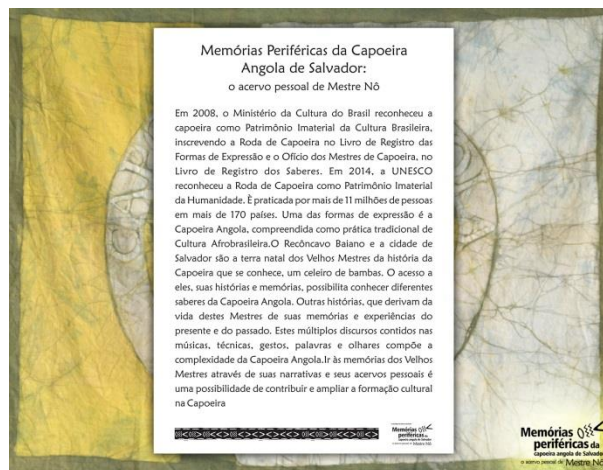 Memórias Periféricas da Capoeira
Angola de Salvador:
o acervo pessoal de Mestre Nô
Em 2008, o Ministério da Cultura do Brasil reconheceu a
capoeira como Patrimônio Imaterial da Cultura Brasileira,
inscrevendo a Roda de Capoeira no Livro de Registro das
Formas de Expressão e o Ofício dos Mestres de Capoeira, no
Livro de Registro dos Saberes. Em 2014, a UNESCO
reconheceu a Roda de Capoeira como Patrimônio Imaterial
da Humanidade. È praticada por mais de 11 milhões de pessoas
em mais de 170 países. Uma das formas de expressão é a
Capoeira Angola, compreendida como prática tradicional de
Cultura Afrobrasileira.O Recôncavo Baiano e a cidade de
Salvador são a terra natal dos Velhos Mestres da história da
Capoeira que se conhece, um celeiro de bambas. O acesso a
eles, suas histórias e memórias, possibilita conhecer diferentes
saberes da Capoeira Angola. Outras histórias, que derivam da
vida destes Mestres de suas memórias e experiências do
presente e do passado. Estes múltiplos discursos contidos nas
músicas, técnicas, gestos, palavras e olhares compõe a
complexidade da Capoeira Angola.Ir às memórias dos Velhos
Mestres através de suas narrativas e seus acervos pessoais é
uma possibilidade de contribuir e ampliar a formação cultural
na Capoeira
Memórias
periféricas da
capoeira angola de Salvador
Memórias
periféricas da
capoeira angola de Salvador
o acervo pessoal de Mestre Nô